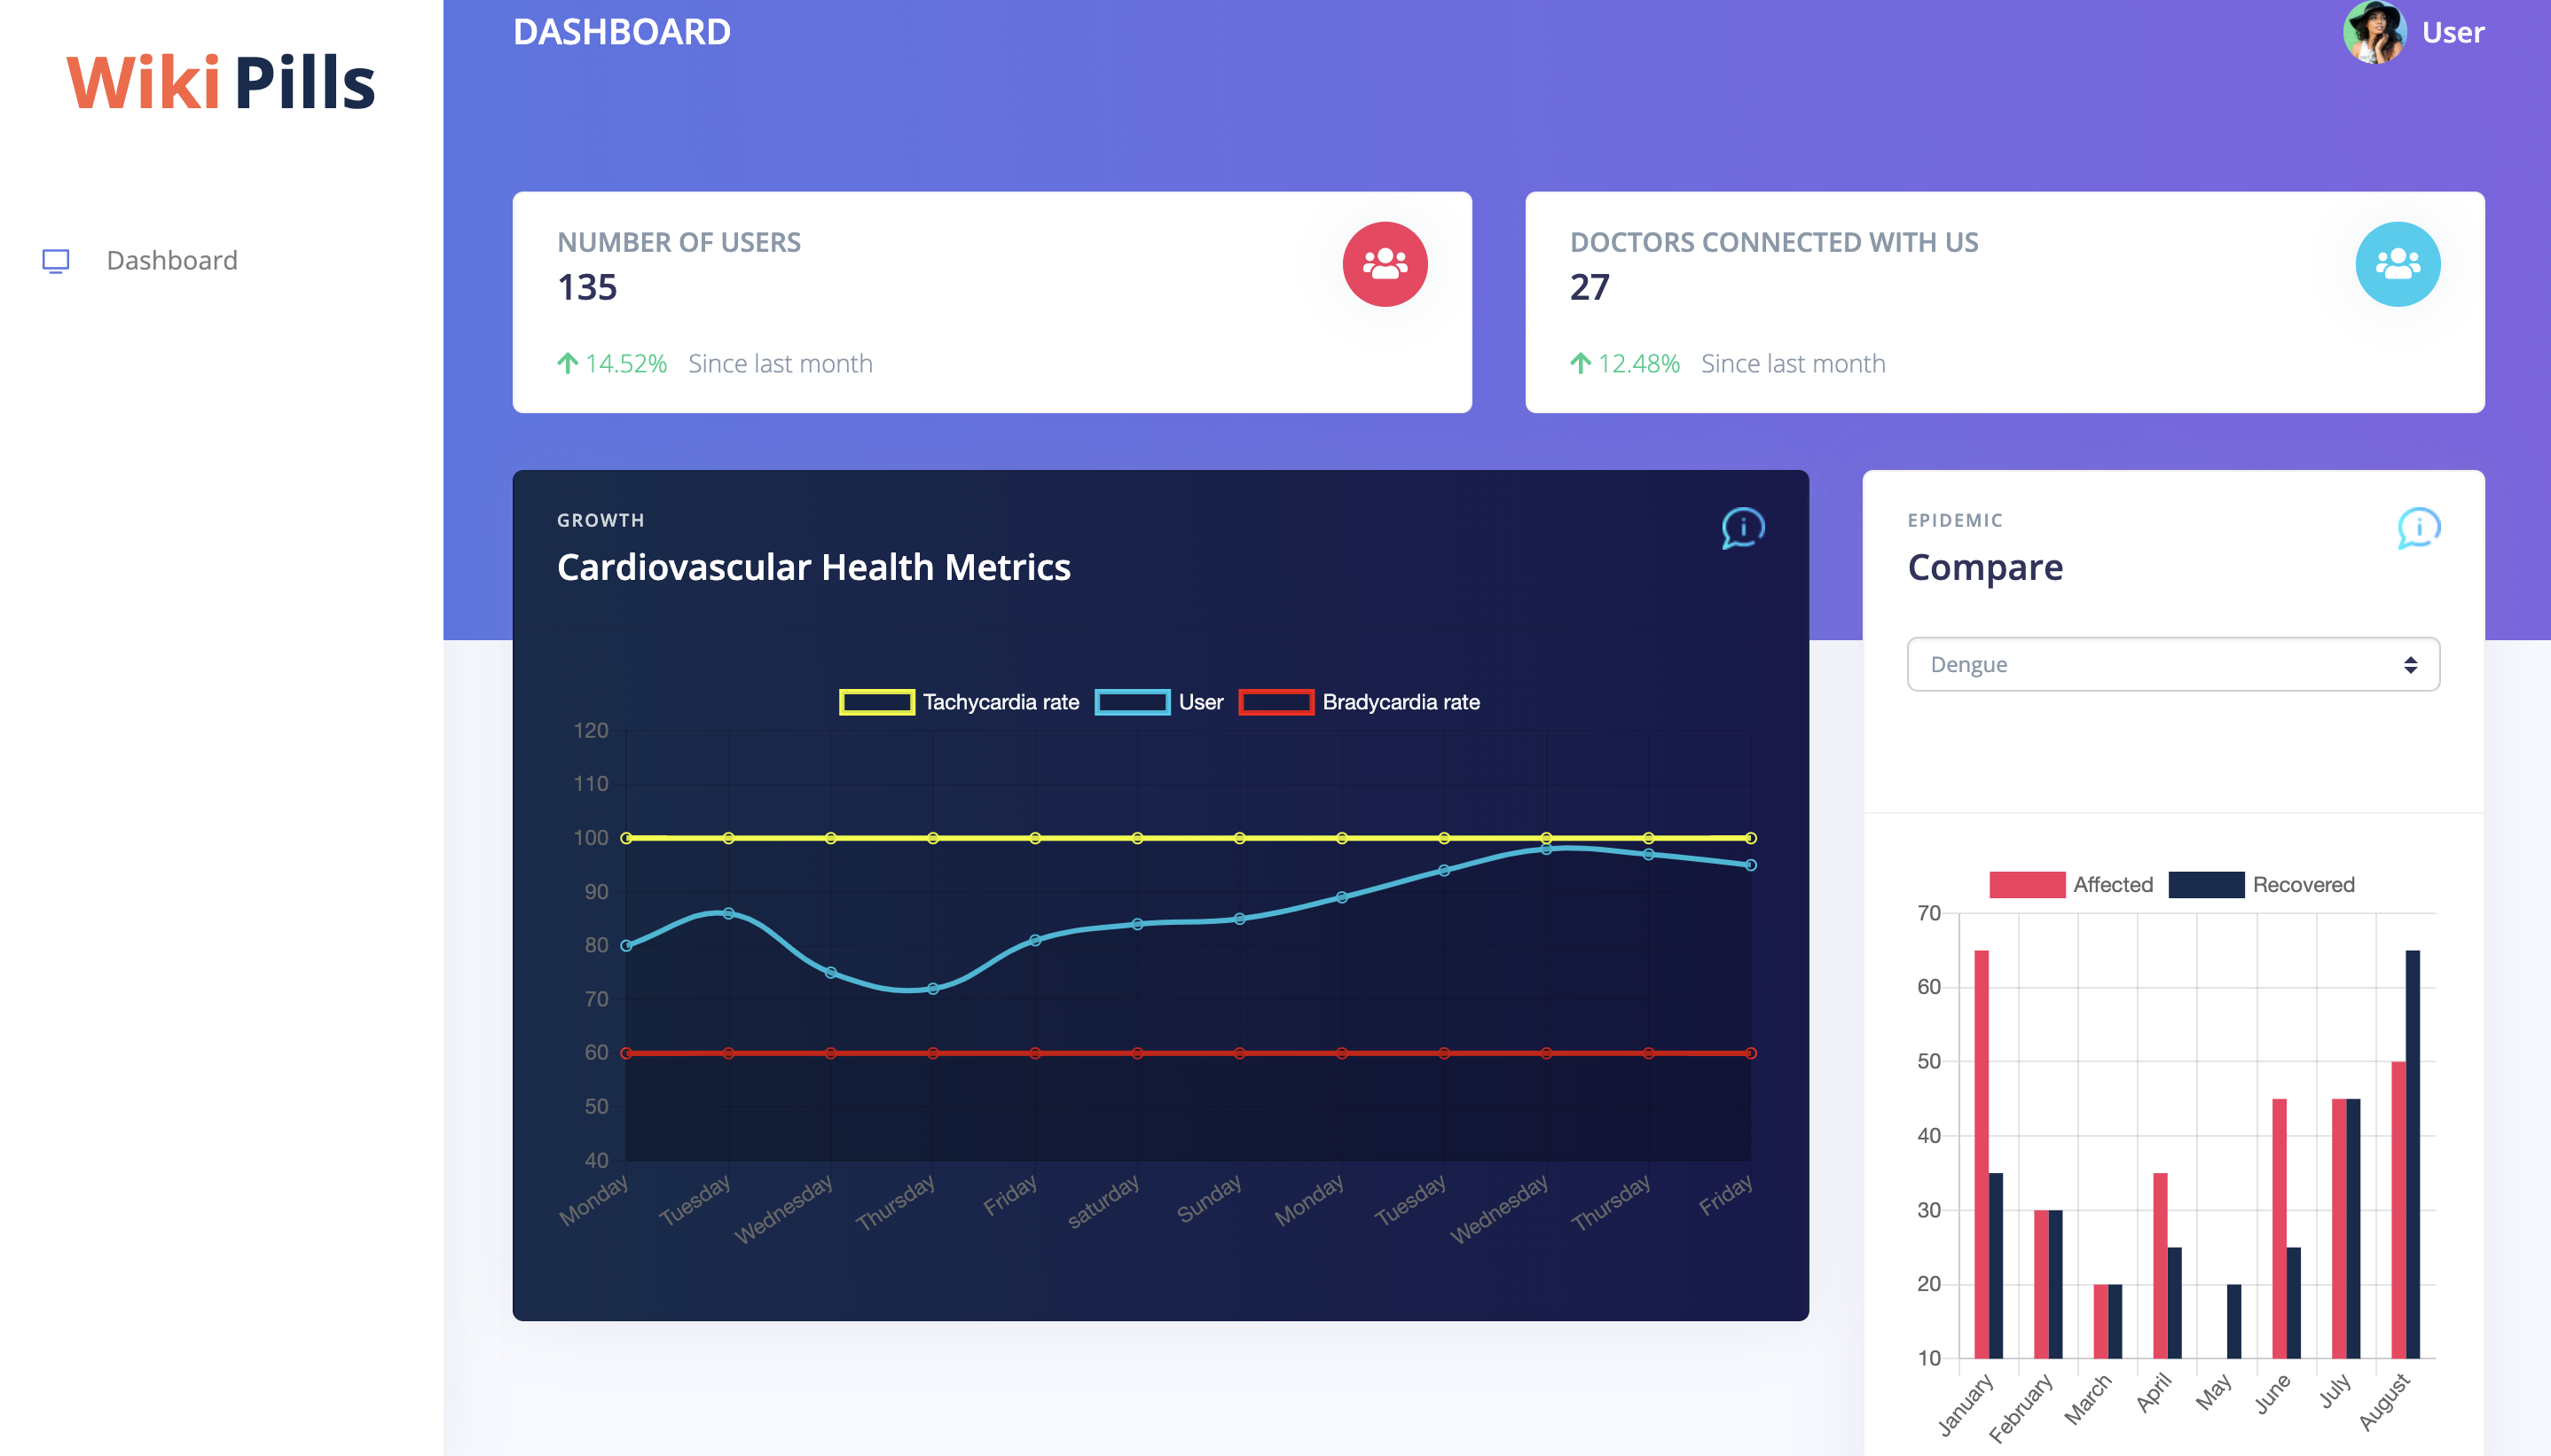 Wiki Pills
Dashboard
DASHBOARD
User
NUMBER OF USERS
135
14.52% Since last month
DOCTORS CONNECTED WITH US
27
12.48% Since last month
GROWTH
Cardiovascular Health Metrics
Tachycardia rate User Bradycardia rate
120
110
100
90
80
70
60
50
40
Monday Tuesday Wednesday Thursday Friday saturday Sunday Monday Tuesday Wednesday Thursday Friday
EPIDEMIC
Compare
Dengue
Affected Recovered
70
60
50
40
30
20
10
January February March April May June July August